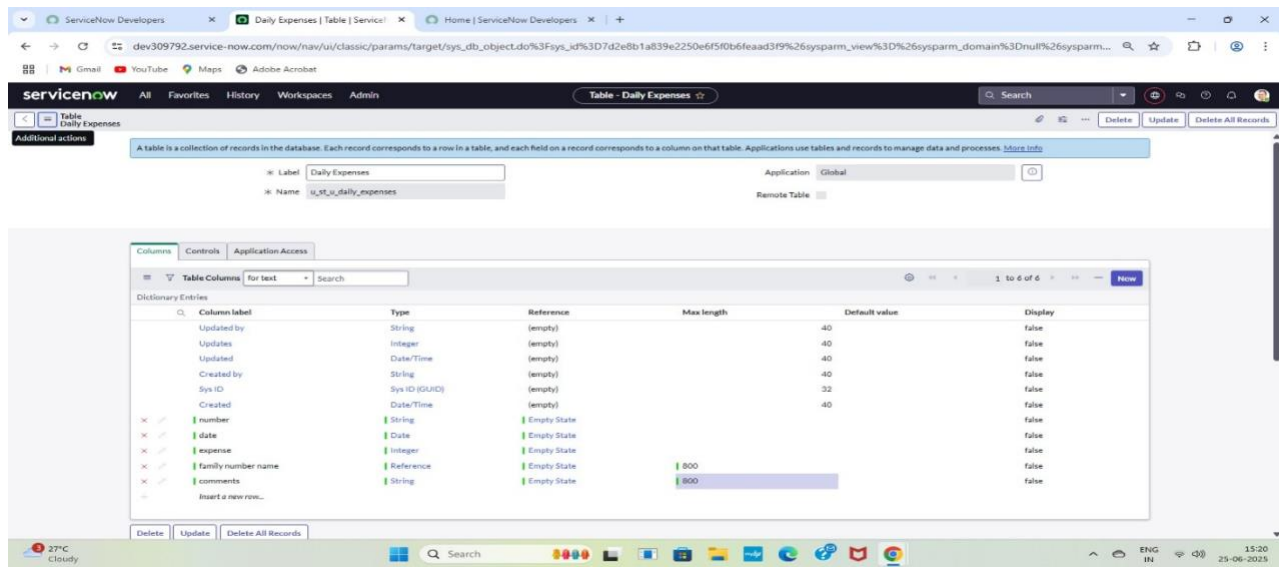 ServiceNow Developers
Daily Expenses | Table | Service
Home | ServiceNow Developers
dev309792.service-now.com/now/nav/ui/classic/params/target/sys_db_object.do%3Fsys_id%3D7d2e8b1a839e2250e6f5f0b6feaad3f9%26sysparm_view%3D%26sysparm_domain%3Dnull%26sysparm...
Gmail YouTube Maps Adobe Acrobat
servicenow All Favorites History Workspaces Admin Table - Daily Expenses Search
Table
Daily Expenses
Delete Update Delete All Records
Additional actions
A table is a collection of records in the database. Each record corresponds to a row in a table, and each field on a record corresponds to a column on that table. Applications use tables and records to manage data and processes. More Info
* Label Daily Expenses Application Global
* Name u_st_u_daily_expenses Remote Table
Columns Controls Application Access
Table Columns for text Search 1 to 6 of 6 New
Dictionary Entries
Column label Type Reference Max length Default value Display
Updated by String (empty) 40 false
Updates Integer (empty) 40 false
Updated Date/Time (empty) 40 false
Created by String (empty) 40 false
Sys ID Sys ID (GUID) (empty) 32 false
Created Date/Time (empty) 40 false
number String Empty State false
date Date Empty State false
expense Integer Empty State false
family number name Reference Empty State 800 false
comments String Empty State 800 false
Insert a new row...
Delete Update Delete All Records
27°C
Cloudy
Search
ENG
IN
15:20
25-06-2025